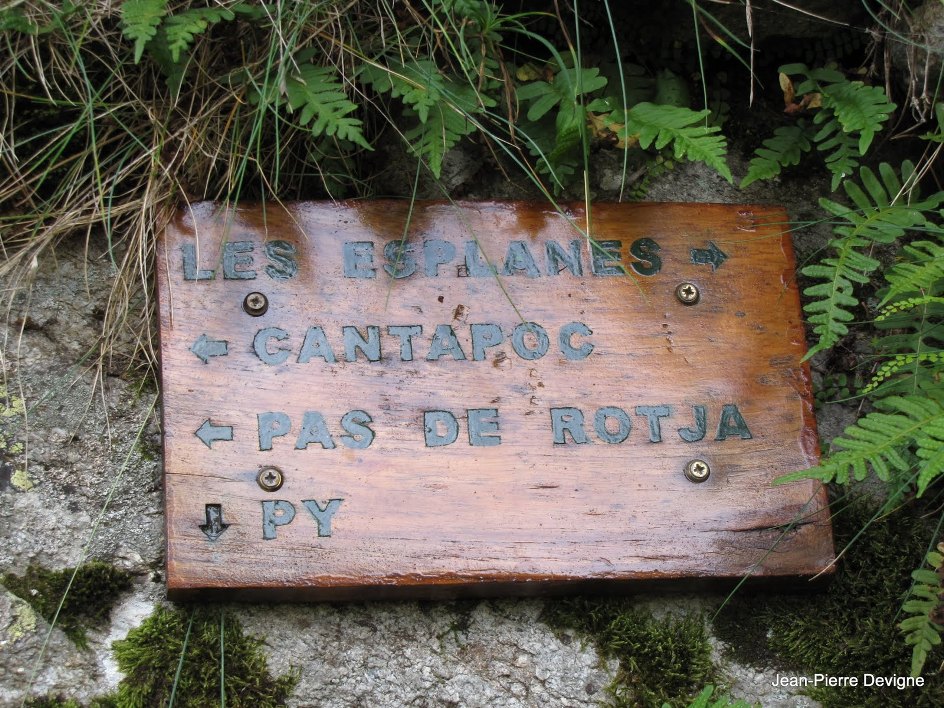 LES ESPLANES →
← CANTAPOC
← PAS DE ROTJA
↓ PY
Jean-Pierre Devigne